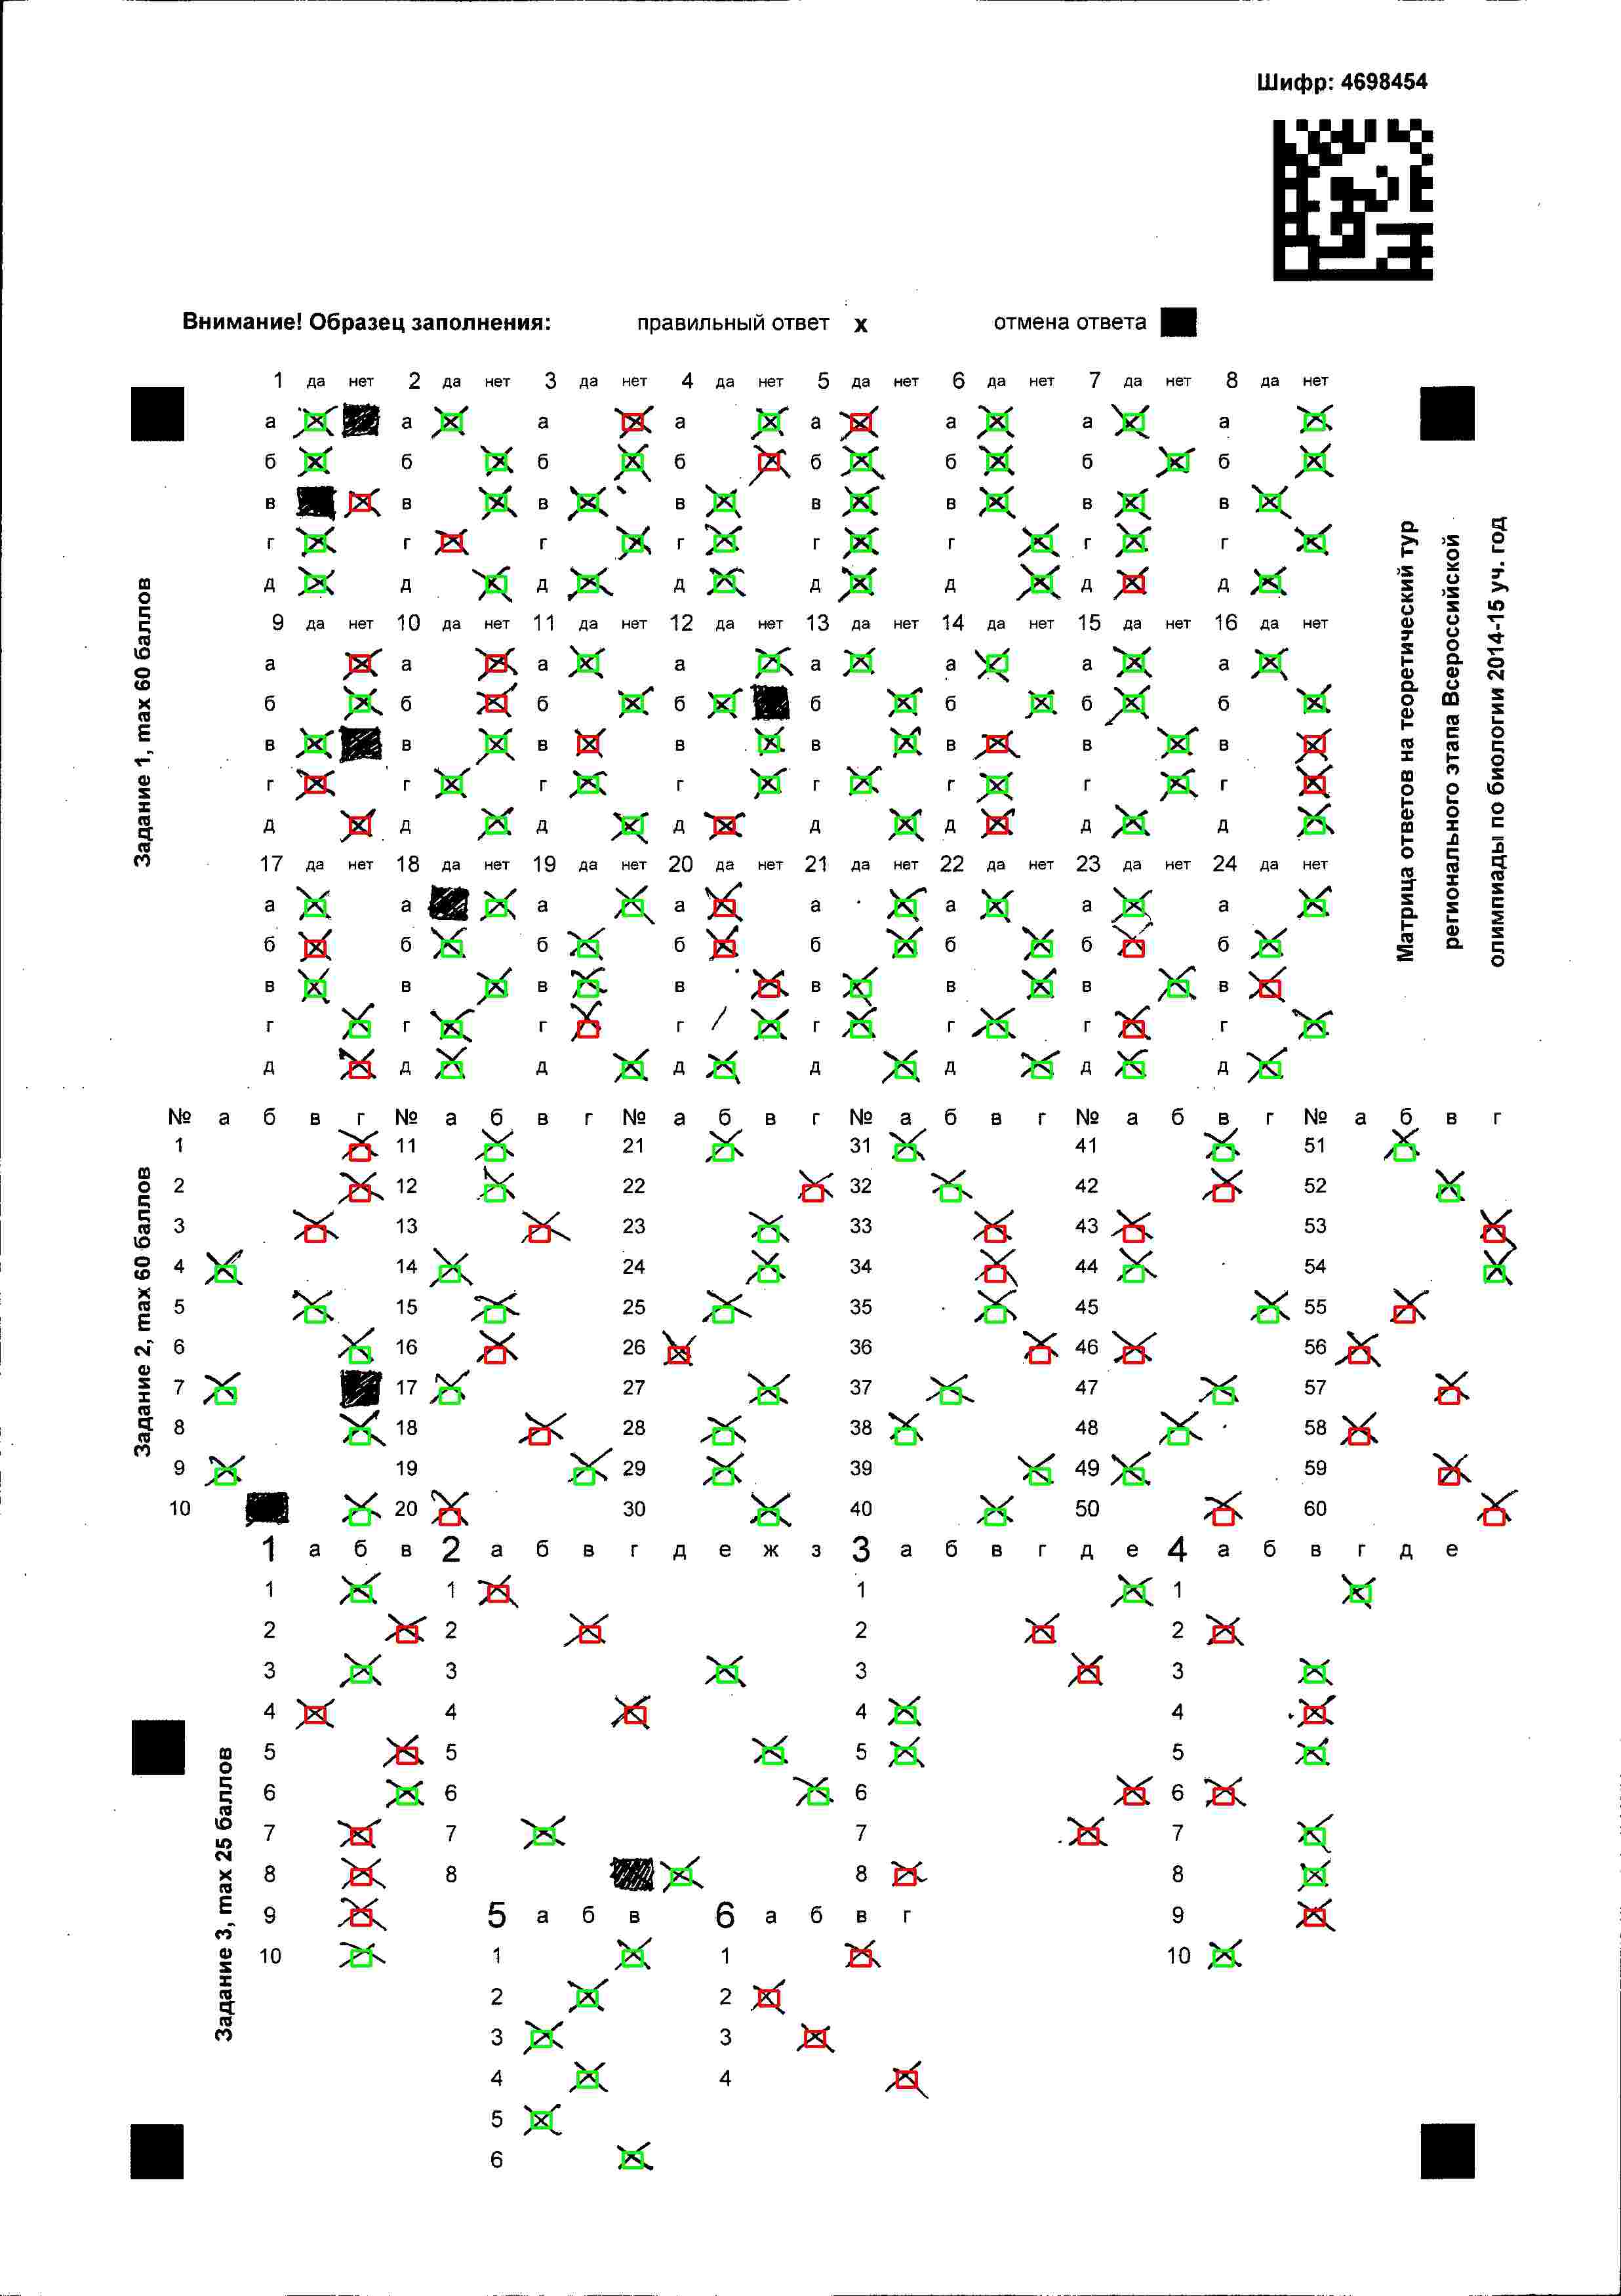 Шифр: 4698454
Внимание! Образец заполнения: правильный ответ x отмена ответа
Матрица ответов на теоретический тур
регионального этапа Всероссийской
олимпиады по биологии 2014-15 уч. год
Задание 1, max 60 баллов
1 да нет 2 да нет 3 да нет 4 да нет 5 да нет 6 да нет 7 да нет 8 да нет
а а а а а а а а
б б б б б б б б
в в в в в в в в
г г г г г г г г
д д д д д д д д
9 да нет 10 да нет 11 да нет 12 да нет 13 да нет 14 да нет 15 да нет 16 да нет
а а а а а а а а
б б б б б б б б
в в в в в в в в
г г г г г г г г
д д д д д д д д
17 да нет 18 да нет 19 да нет 20 да нет 21 да нет 22 да нет 23 да нет 24 да нет
а а а а а а а а
б б б б б б б б
в в в в в в в в
г г г г г г г г
д д д д д д д д
Задание 2, max 60 баллов
№ а б в г № а б в г № а б в г № а б в г № а б в г № а б в г
1 11 21 31 41 51
2 12 22 32 42 52
3 13 23 33 43 53
4 14 24 34 44 54
5 15 25 35 45 55
6 16 26 36 46 56
7 17 27 37 47 57
8 18 28 38 48 58
9 19 29 39 49 59
10 20 30 40 50 60
Задание 3, max 25 баллов
1 а б в 2 а б в г д е ж з 3 а б в г д е 4 а б в г д е
1 1 1 1
2 2 2 2
3 3 3 3
4 4 4 4
5 5 5 5
6 6 6 6
7 7 7 7
8 8 8 8
9 5 а б в 6 а б в г 9
10 1 1 10
2 2
3 3
4 4
5
6